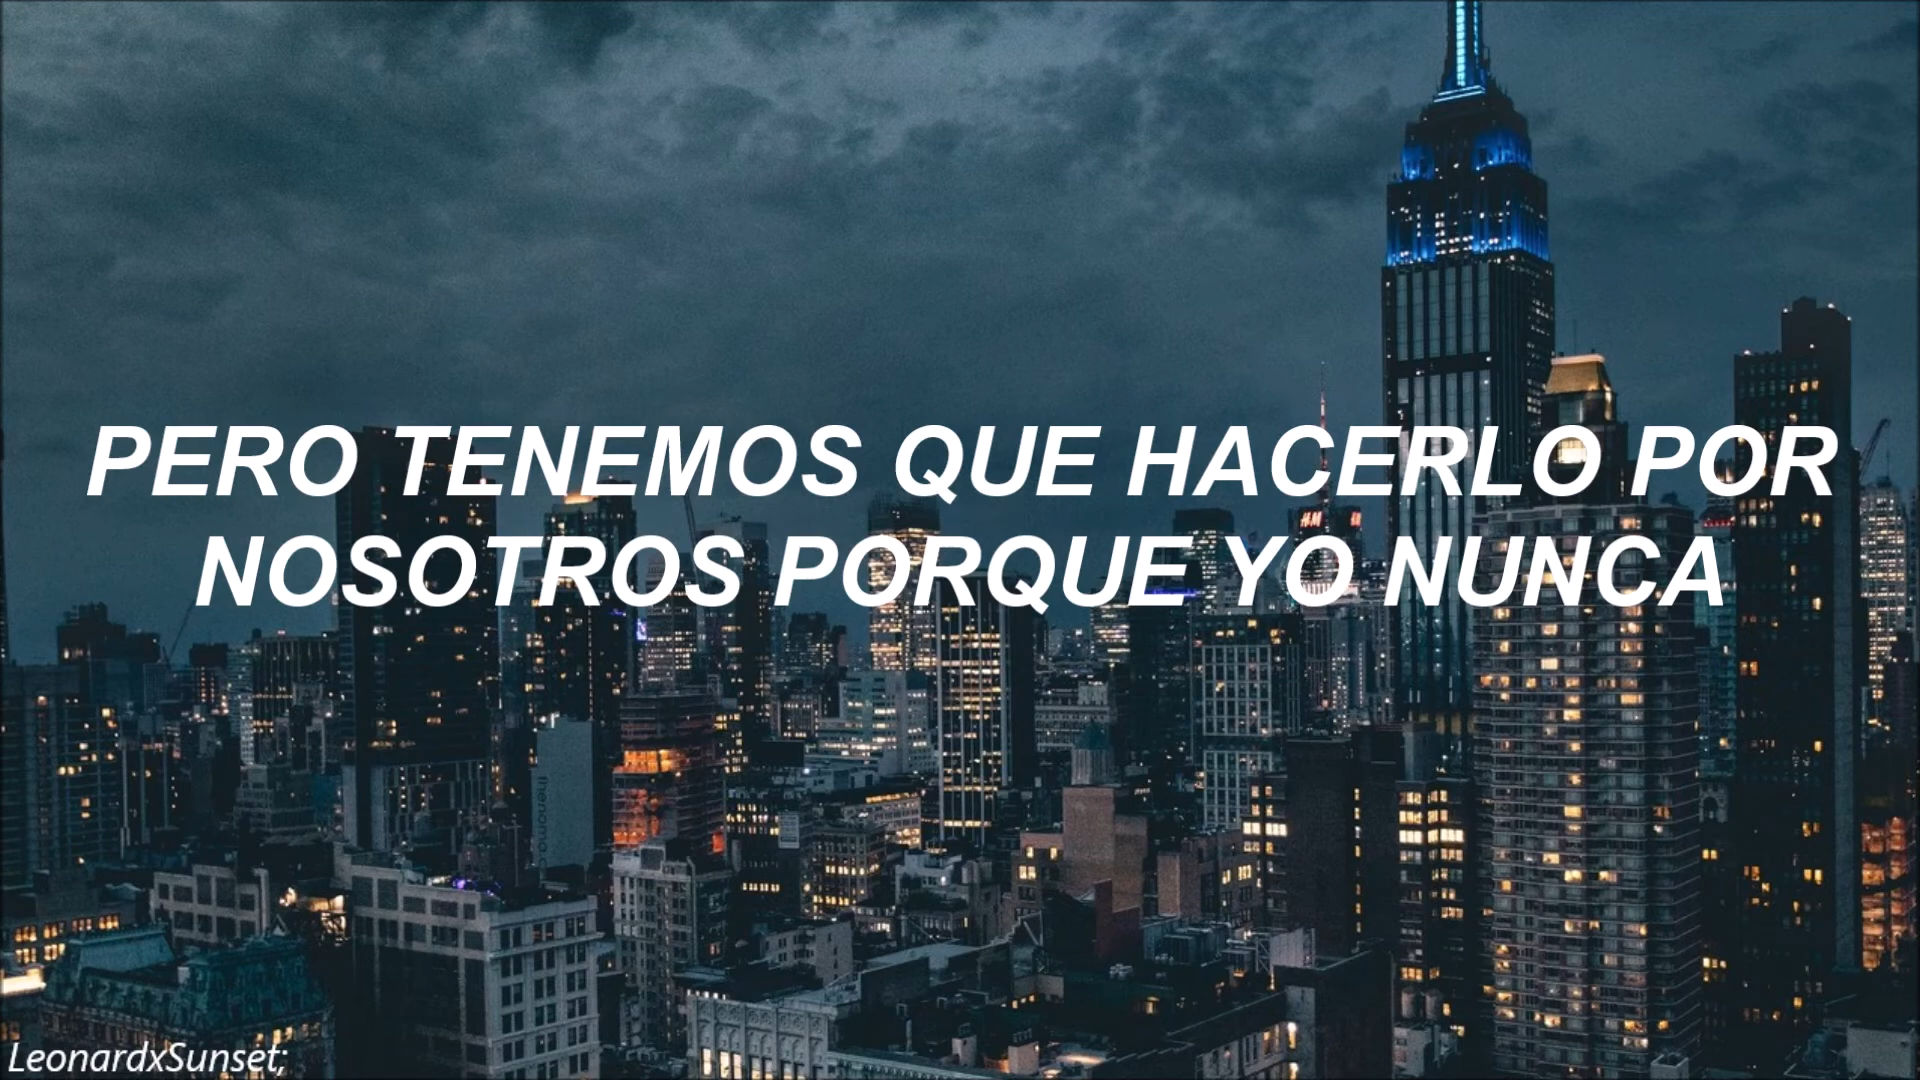 PERO TENEMOS QUE HACERLO POR
NOSOTROS PORQUE YO NUNCA
H&M
LeonardxSunset;